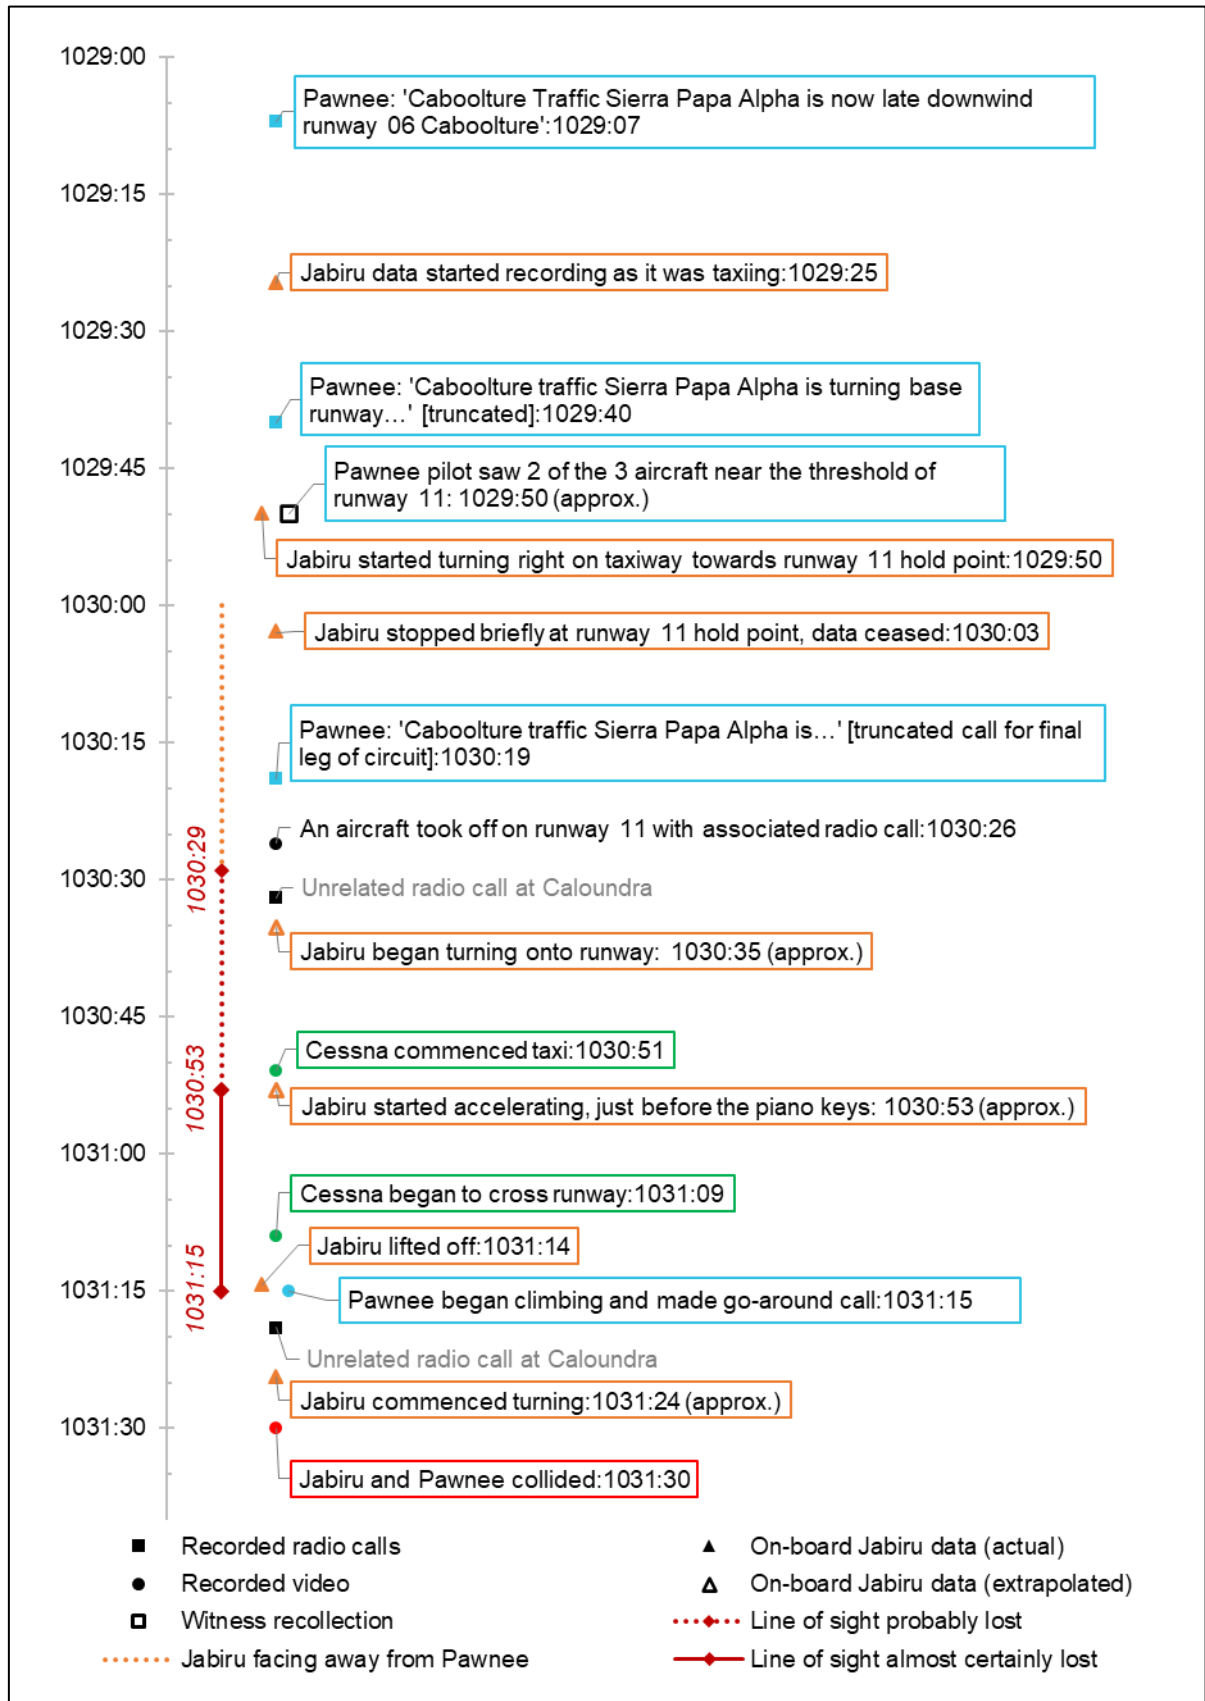 1029:00
Pawnee: 'Caboolture Traffic Sierra Papa Alpha is now late downwind
runway 06 Caboolture':1029:07
1029:15
Jabiru data started recording as it was taxiing:1029:25
1029:30
Pawnee: 'Caboolture traffic Sierra Papa Alpha is turning base
runway...' [truncated]:1029:40
1029:45
Pawnee pilot saw 2 of the 3 aircraft near the threshold of
runway 11: 1029:50 (approx.)
Jabiru started turning right on taxiway towards runway 11 hold point:1029:50
1030:00
Jabiru stopped briefly at runway 11 hold point, data ceased:1030:03
Pawnee: 'Caboolture traffic Sierra Papa Alpha is...' [truncated call for final
leg of circuit]:1030:19
1030:15
An aircraft took off on runway 11 with associated radio call:1030:26
1030:29
1030:30
Unrelated radio call at Caloundra
Jabiru began turning onto runway: 1030:35 (approx.)
1030:45
Cessna commenced taxi:1030:51
1030:53
Jabiru started accelerating, just before the piano keys: 1030:53 (approx.)
1031:00
Cessna began to cross runway:1031:09
Jabiru lifted off:1031:14
1031:15
1031:15
Pawnee began climbing and made go-around call:1031:15
Unrelated radio call at Caloundra
Jabiru commenced turning:1031:24 (approx.)
1031:30
Jabiru and Pawnee collided:1031:30
Recorded radio calls
On-board Jabiru data (actual)
Recorded video
On-board Jabiru data (extrapolated)
Witness recollection
Line of sight probably lost
Jabiru facing away from Pawnee
Line of sight almost certainly lost